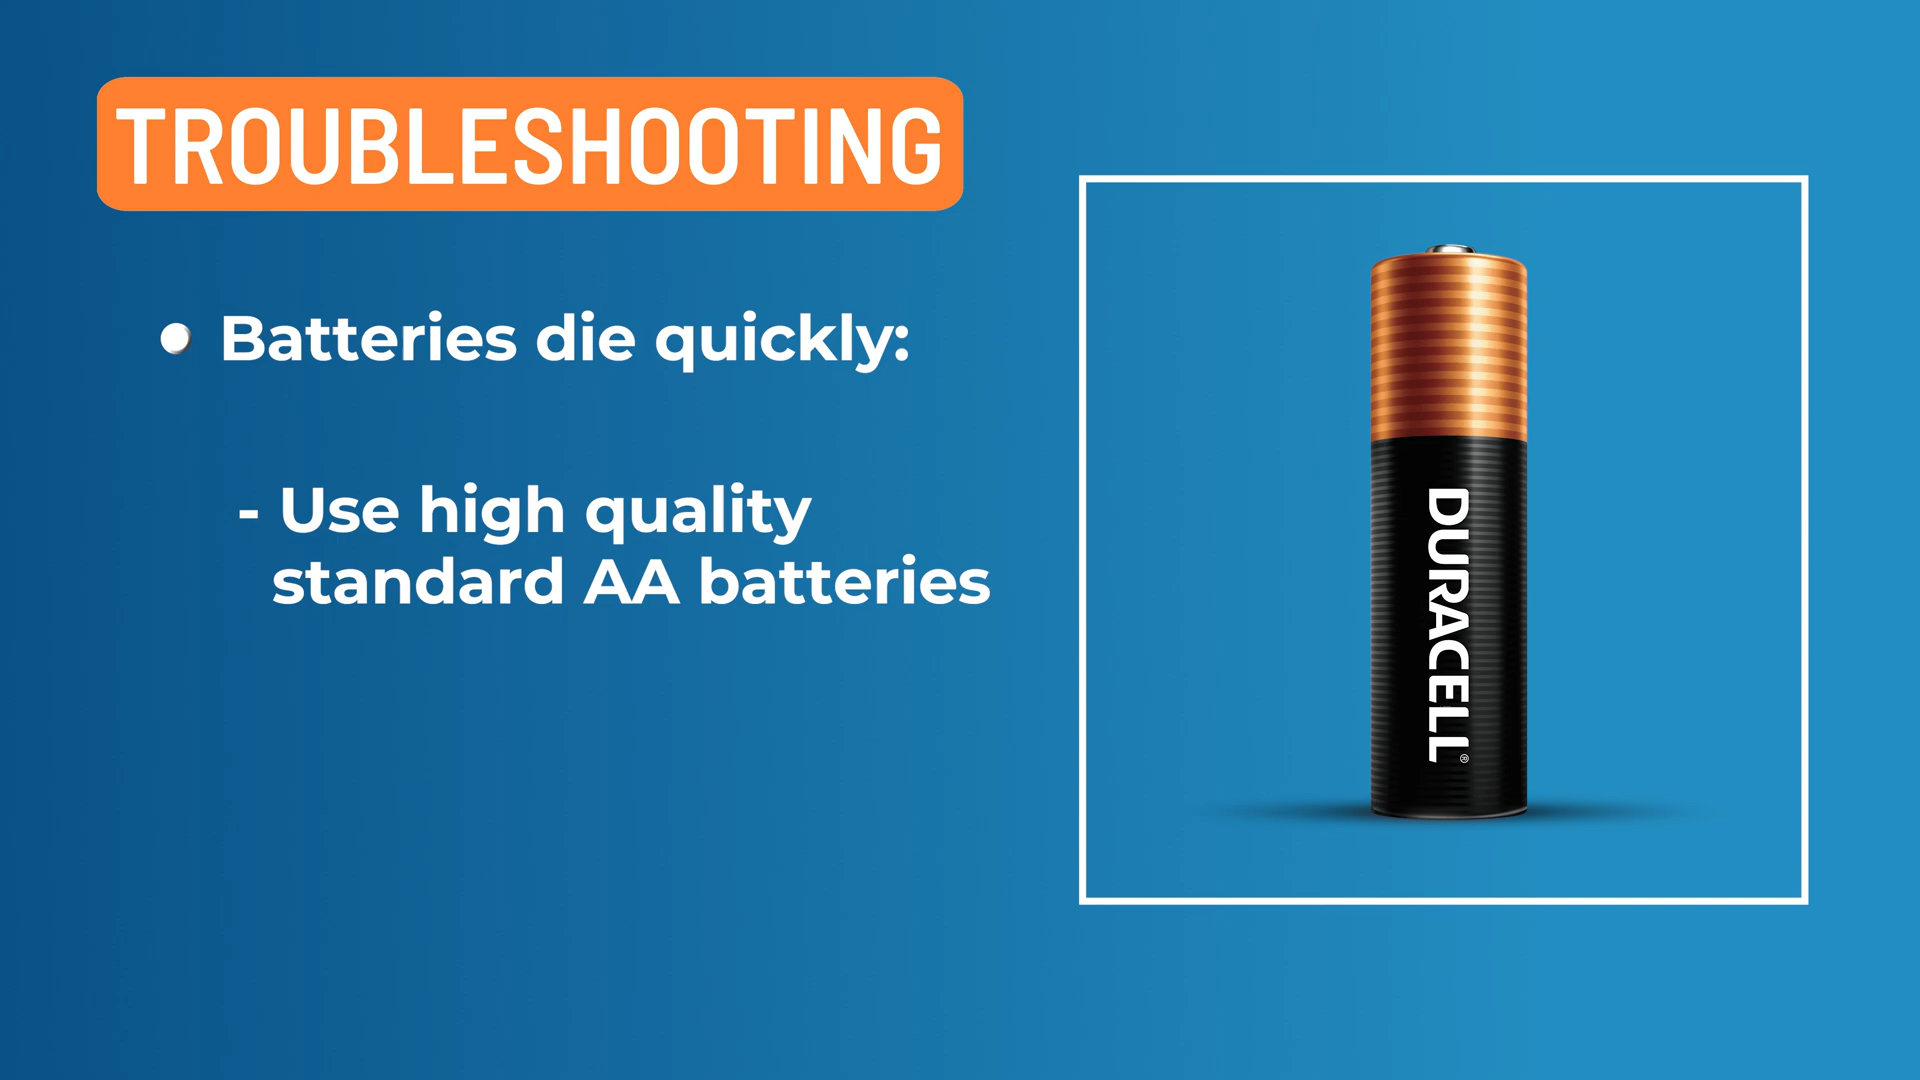 TROUBLESHOOTING
Batteries die quickly:
- Use high quality
standard AA batteries
DURACELL®